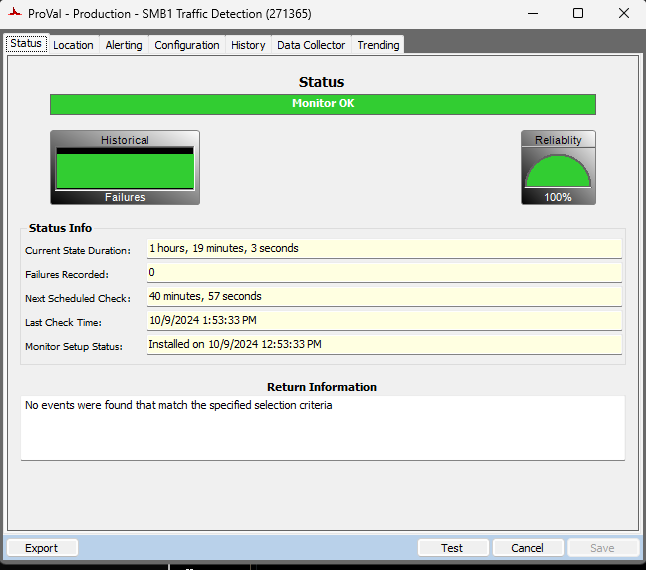 ProVal - Production - SMB1 Traffic Detection (271365)
Status Location Alerting Configuration History Data Collector Trending
Status
Monitor OK
Historical
Failures
Reliablity
100%
Status Info
Current State Duration: 1 hours, 19 minutes, 3 seconds
Failures Recorded: 0
Next Scheduled Check: 40 minutes, 57 seconds
Last Check Time: 10/9/2024 1:53:33 PM
Monitor Setup Status: Installed on 10/9/2024 12:53:33 PM
Return Information
No events were found that match the specified selection criteria
Export Test Cancel Save